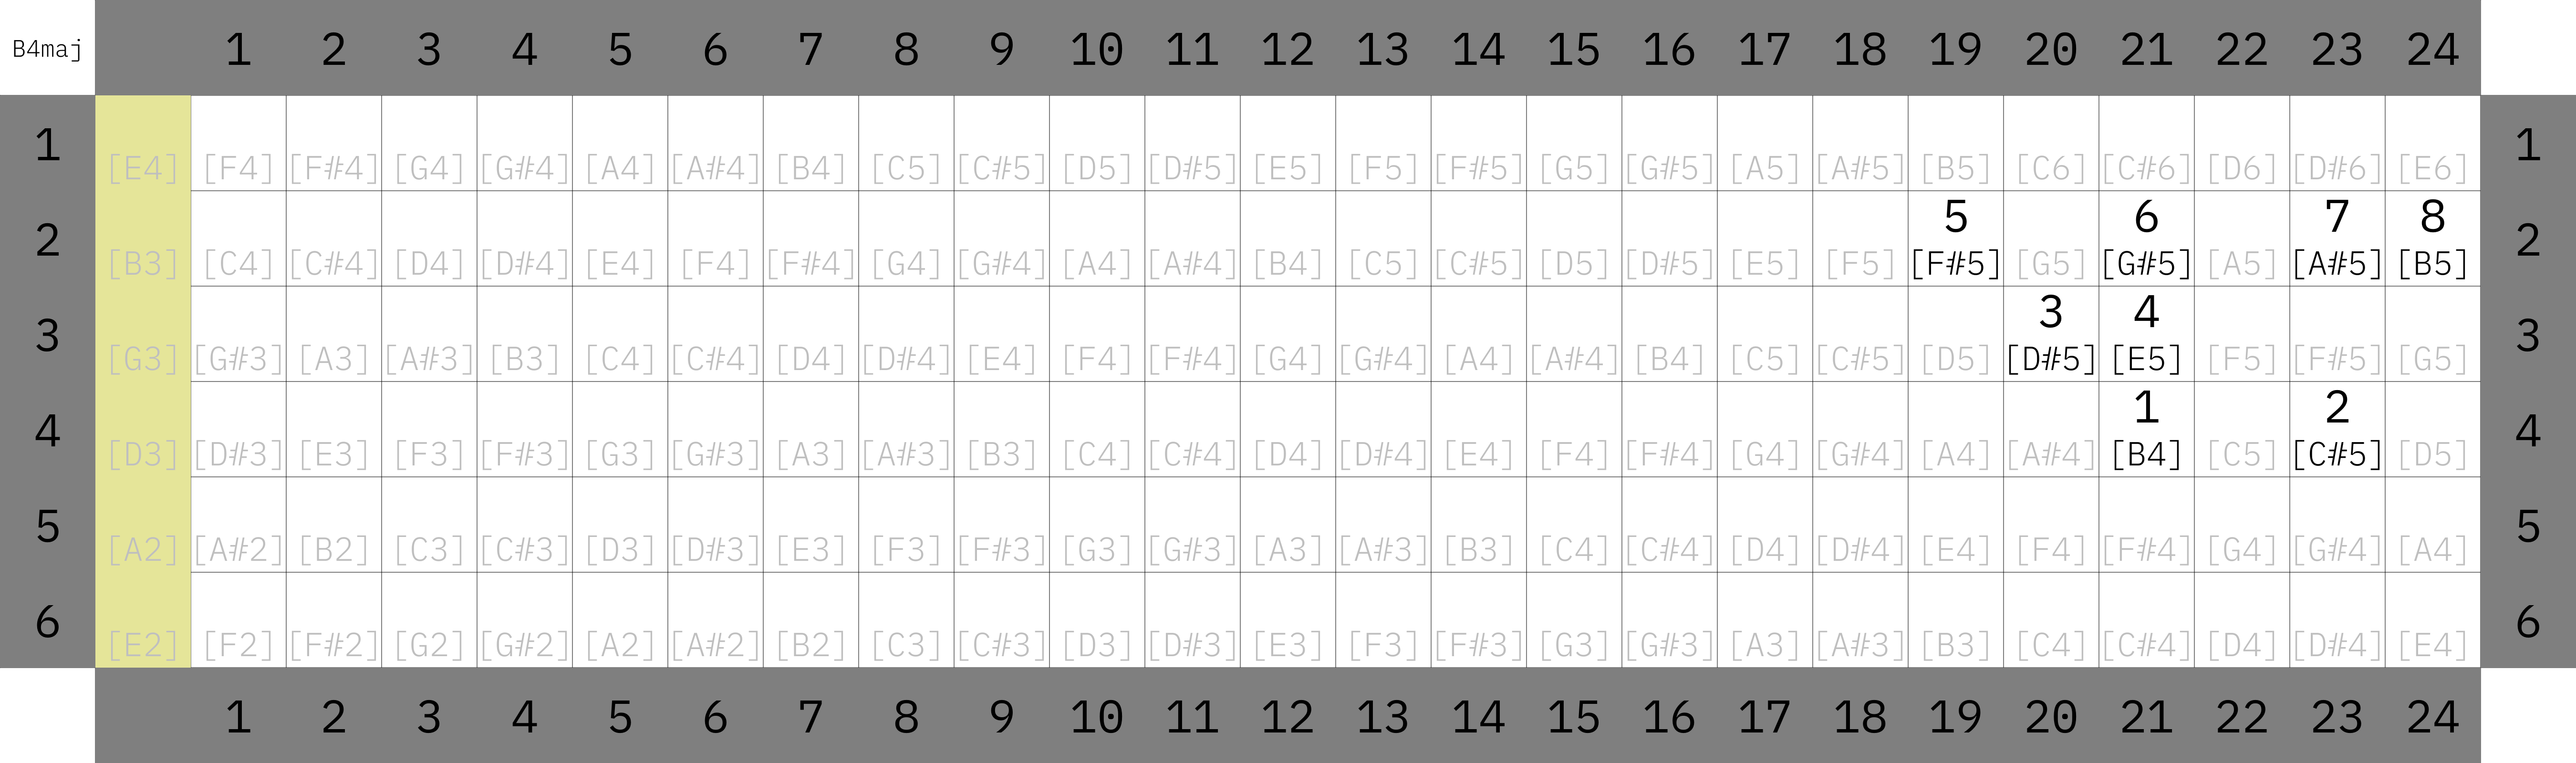 B4maj 1 2 3 4 5 6 7 8 9 10 11 12 13 14 15 16 17 18 19 20 21 22 23 24
1 [E4] [F4] [F#4] [G4] [G#4] [A4] [A#4] [B4] [C5] [C#5] [D5] [D#5] [E5] [F5] [F#5] [G5] [G#5] [A5] [A#5] [B5] [C6] [C#6] [D6] [D#6] [E6] 1
5 6 7 8
2 [B3] [C4] [C#4] [D4] [D#4] [E4] [F4] [F#4] [G4] [G#4] [A4] [A#4] [B4] [C5] [C#5] [D5] [D#5] [E5] [F5] [F#5] [G5] [G#5] [A5] [A#5] [B5] 2
3 4
3 [G3] [G#3] [A3] [A#3] [B3] [C4] [C#4] [D4] [D#4] [E4] [F4] [F#4] [G4] [G#4] [A4] [A#4] [B4] [C5] [C#5] [D5] [D#5] [E5] [F5] [F#5] [G5] 3
1 2
4 [D3] [D#3] [E3] [F3] [F#3] [G3] [G#3] [A3] [A#3] [B3] [C4] [C#4] [D4] [D#4] [E4] [F4] [F#4] [G4] [G#4] [A4] [A#4] [B4] [C5] [C#5] [D5] 4
5 [A2] [A#2] [B2] [C3] [C#3] [D3] [D#3] [E3] [F3] [F#3] [G3] [G#3] [A3] [A#3] [B3] [C4] [C#4] [D4] [D#4] [E4] [F4] [F#4] [G4] [G#4] [A4] 5
6 [E2] [F2] [F#2] [G2] [G#2] [A2] [A#2] [B2] [C3] [C#3] [D3] [D#3] [E3] [F3] [F#3] [G3] [G#3] [A3] [A#3] [B3] [C4] [C#4] [D4] [D#4] [E4] 6
1 2 3 4 5 6 7 8 9 10 11 12 13 14 15 16 17 18 19 20 21 22 23 24